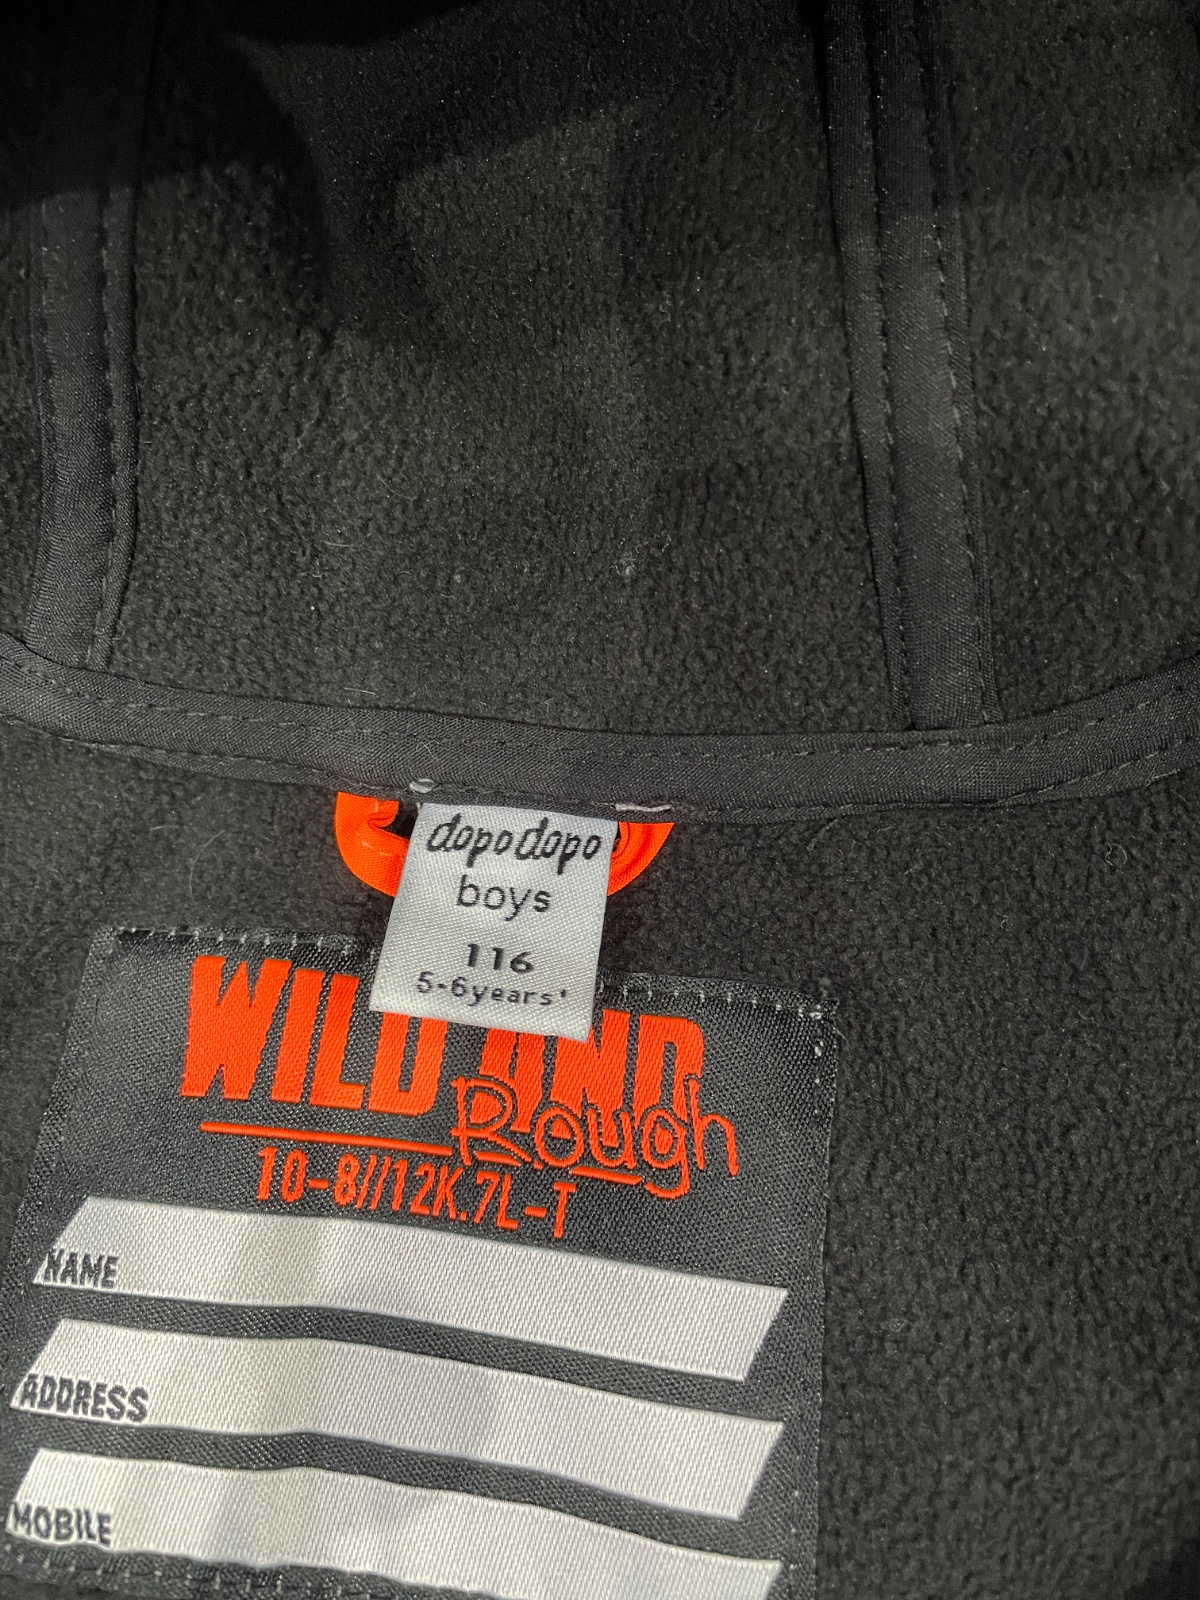 dopodopo
boys
116
5-6years'
WILD AND
Rough
10-8//12K.7L-T
NAME
ADDRESS
MOBILE